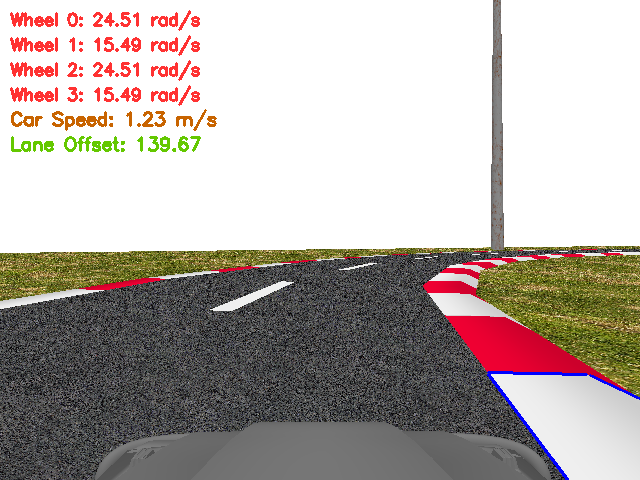 Wheel 0: 24.51 rad/s
Wheel 1: 15.49 rad/s
Wheel 2: 24.51 rad/s
Wheel 3: 15.49 rad/s
Car Speed: 1.23 m/s
Lane Offset: 139.67